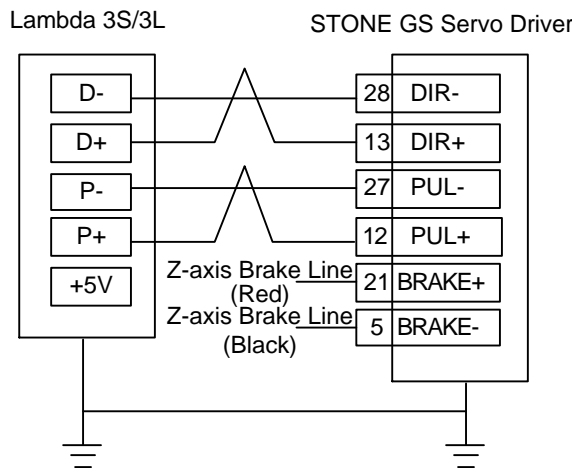 Lambda 3S/3L
STONE GS Servo Driver
D- 28 DIR-
D+ 13 DIR+
P- 27 PUL-
P+ 12 PUL+
+5V
Z-axis Brake Line
(Red)
21 BRAKE+
Z-axis Brake Line
(Black)
5 BRAKE-